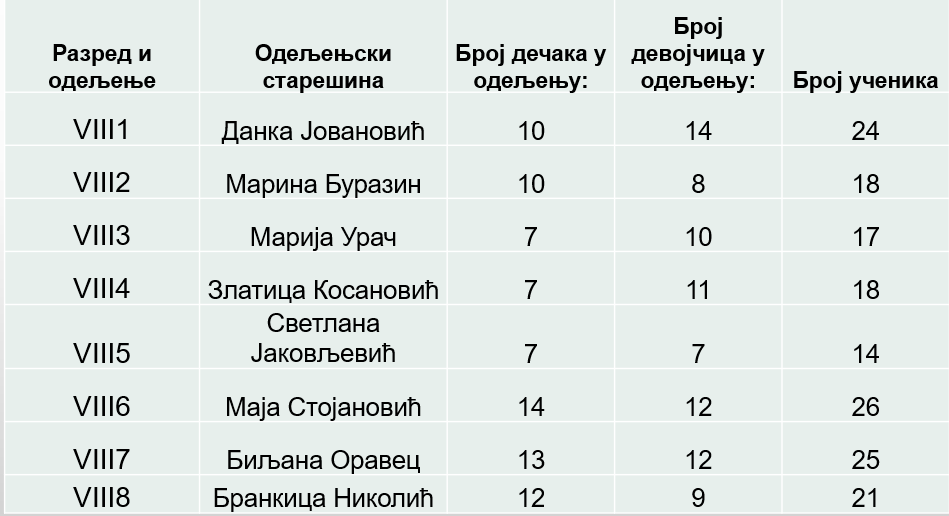 Разред и одељење Одељењски старешина Број дечака у одељењу: Број девојчица у одељењу: Број ученика
VIII1 Данка Јовановић 10 14 24
VIII2 Марина Буразин 10 8 18
VIII3 Марија Урач 7 10 17
VIII4 Златица Косановић 7 11 18
VIII5 Светлана Јаковљевић 7 7 14
VIII6 Маја Стојановић 14 12 26
VIII7 Биљана Оравец 13 12 25
VIII8 Бранкица Николић 12 9 21